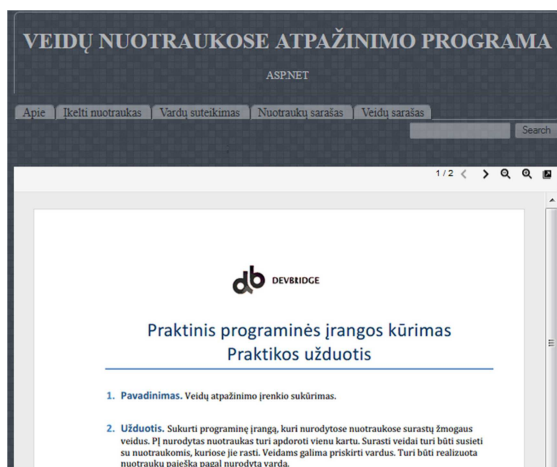 VEIDŲ NUOTRAUKOSE ATPAŽINIMO PROGRAMA
ASP.NET
Apie Įkelti nuotraukas Vardų suteikimas Nuotraukų sarašas Veidų sarašas
Search
1 / 2
db DEVBRIDGE
Praktinis programinės įrangos kūrimas
Praktikos užduotis
1. Pavadinimas. Veidų atpažinimo įrenkio sukūrimas.
2. Užduotis. Sukurti programinę įrangą, kuri nurodytose nuotraukose surastų žmogaus
veidus. PĮ nurodytas nuotraukas turi apdoroti vienu kartu. Surasti veidai turi būti susieti
su nuotraukomis, kuriose jie rasti. Veidams galima priskirti vardus. Turi būti realizuota
nuotraukų paieška pagal nurodytą vardą.